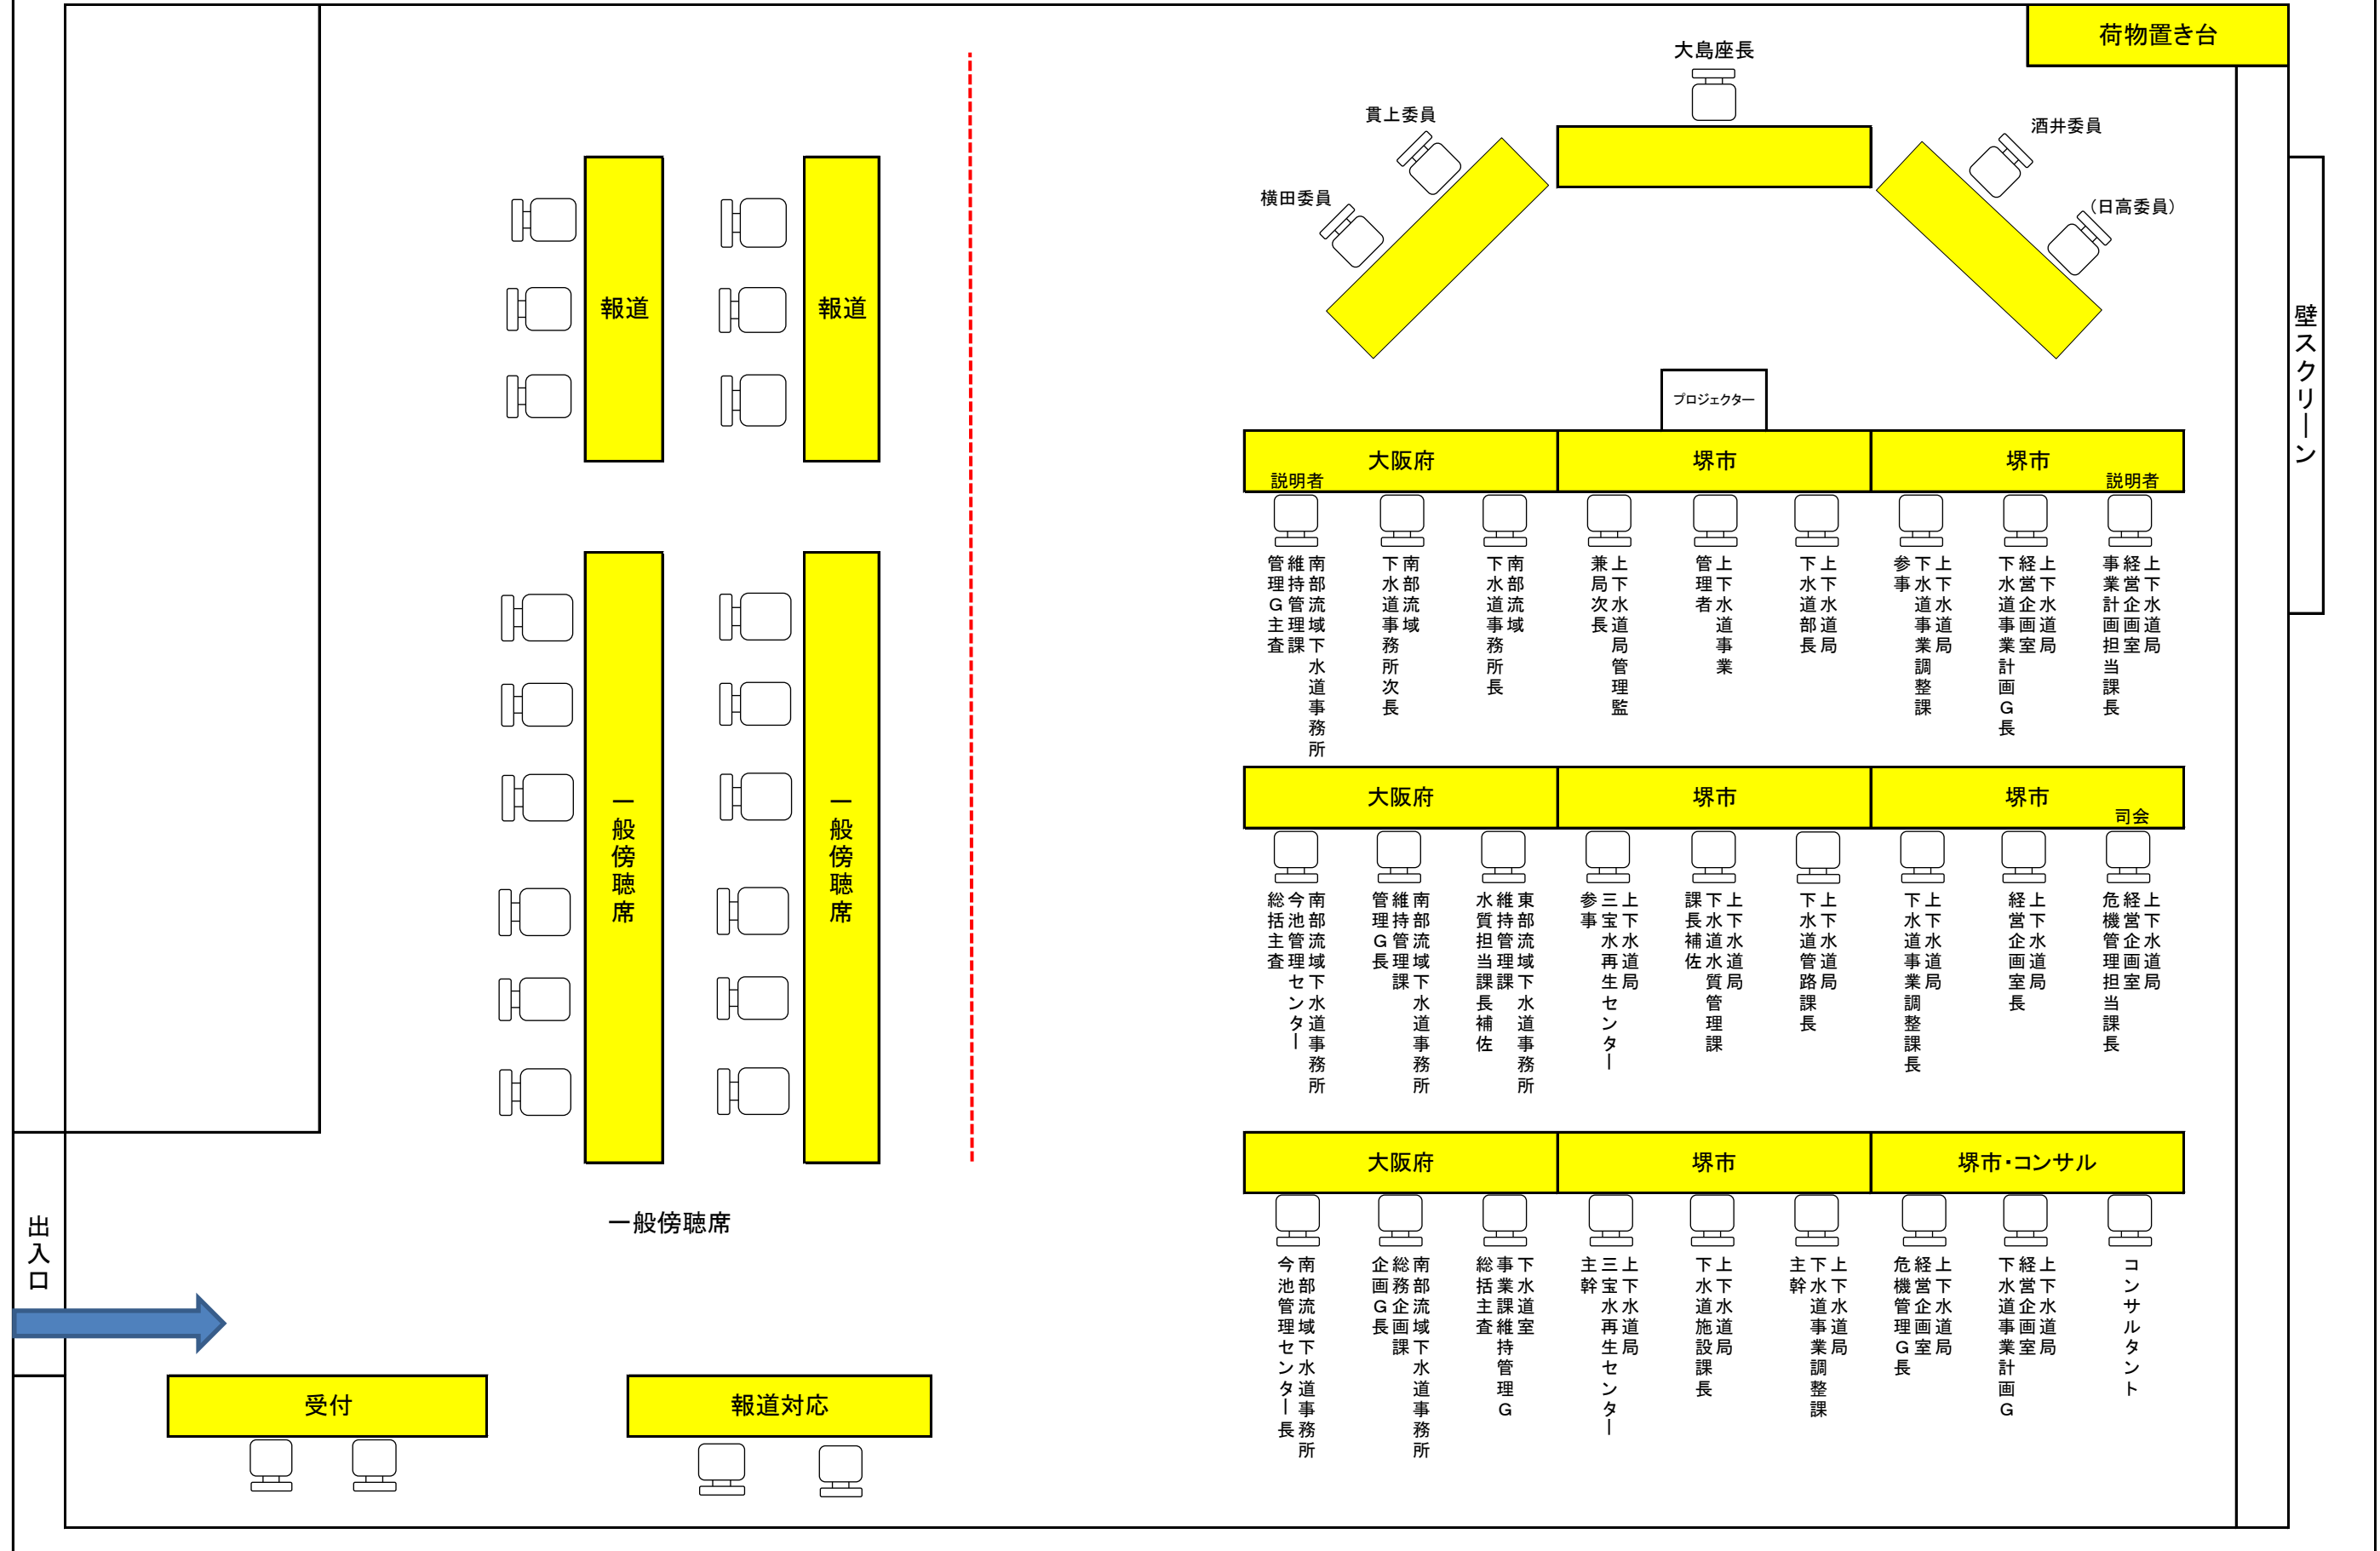 荷物置き台
大島座長
貫上委員
酒井委員
横田委員
（日高委員）
壁スクリーン
報道
報道
プロジェクター
大阪府
堺市
堺市
説明者
説明者
南部流域下水道事務所
維持管理課
管理G主査
南部流域
下水道事務所次長
南部流域
下水道事務所長
上下水道局管理監
兼局次長
上下水道事業
管理者
上下水道局
下水道部長
上下水道局
下水道事業調整課
参事
上下水道局
経営企画室
下水道事業計画G長
上下水道局
経営企画室
事業計画担当課長
一般傍聴席
一般傍聴席
大阪府
堺市
堺市
司会
南部流域下水道事務所
今池管理センター
総括主査
南部流域下水道事務所
維持管理課
管理G長
東部流域下水道事務所
維持管理課
水質担当課長補佐
上下水道局
三宝水再生センター
参事
上下水道局
下水道水質管理課
課長補佐
上下水道局
下水道管路課長
上下水道局
下水道事業調整課長
上下水道局
経営企画室長
上下水道局
経営企画室
危機管理担当課長
大阪府
堺市
堺市・コンサル
南部流域下水道事務所
今池管理センター長
南部流域下水道事務所
総務企画課
企画G長
下水道室
事業課維持管理G
総括主査
上下水道局
三宝水再生センター
主幹
上下水道局
下水道施設課長
上下水道局
下水道事業調整課
主幹
上下水道局
経営企画室
危機管理G長
上下水道局
経営企画室
下水道事業計画G
コンサルタント
一般傍聴席
出入口
受付
報道対応